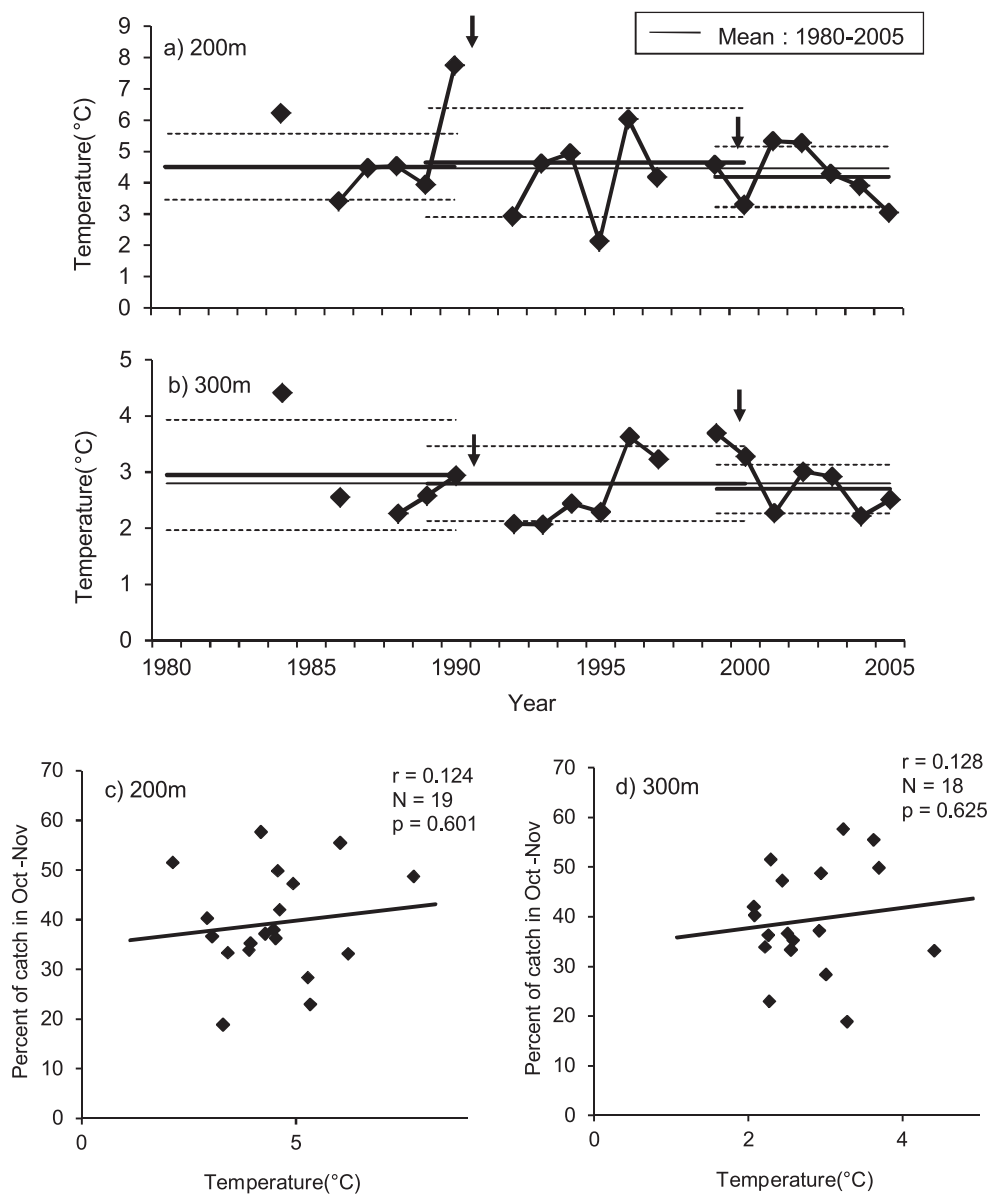 a) 200m
Mean : 1980-2005
9
8
7
6
5
4
3
2
1
0
Temperature(°C)
b) 300m
5
4
3
2
1
0
Temperature(°C)
1980 1985 1990 1995 2000 2005
Year
c) 200m
r = 0.124
N = 19
p = 0.601
70
60
50
40
30
20
10
0
Percent of catch in Oct -Nov
0 5
Temperature(°C)
d) 300m
r = 0.128
N = 18
p = 0.625
70
60
50
40
30
20
10
0
Percent of catch in Oct-Nov
0 2 4
Temperature(°C)